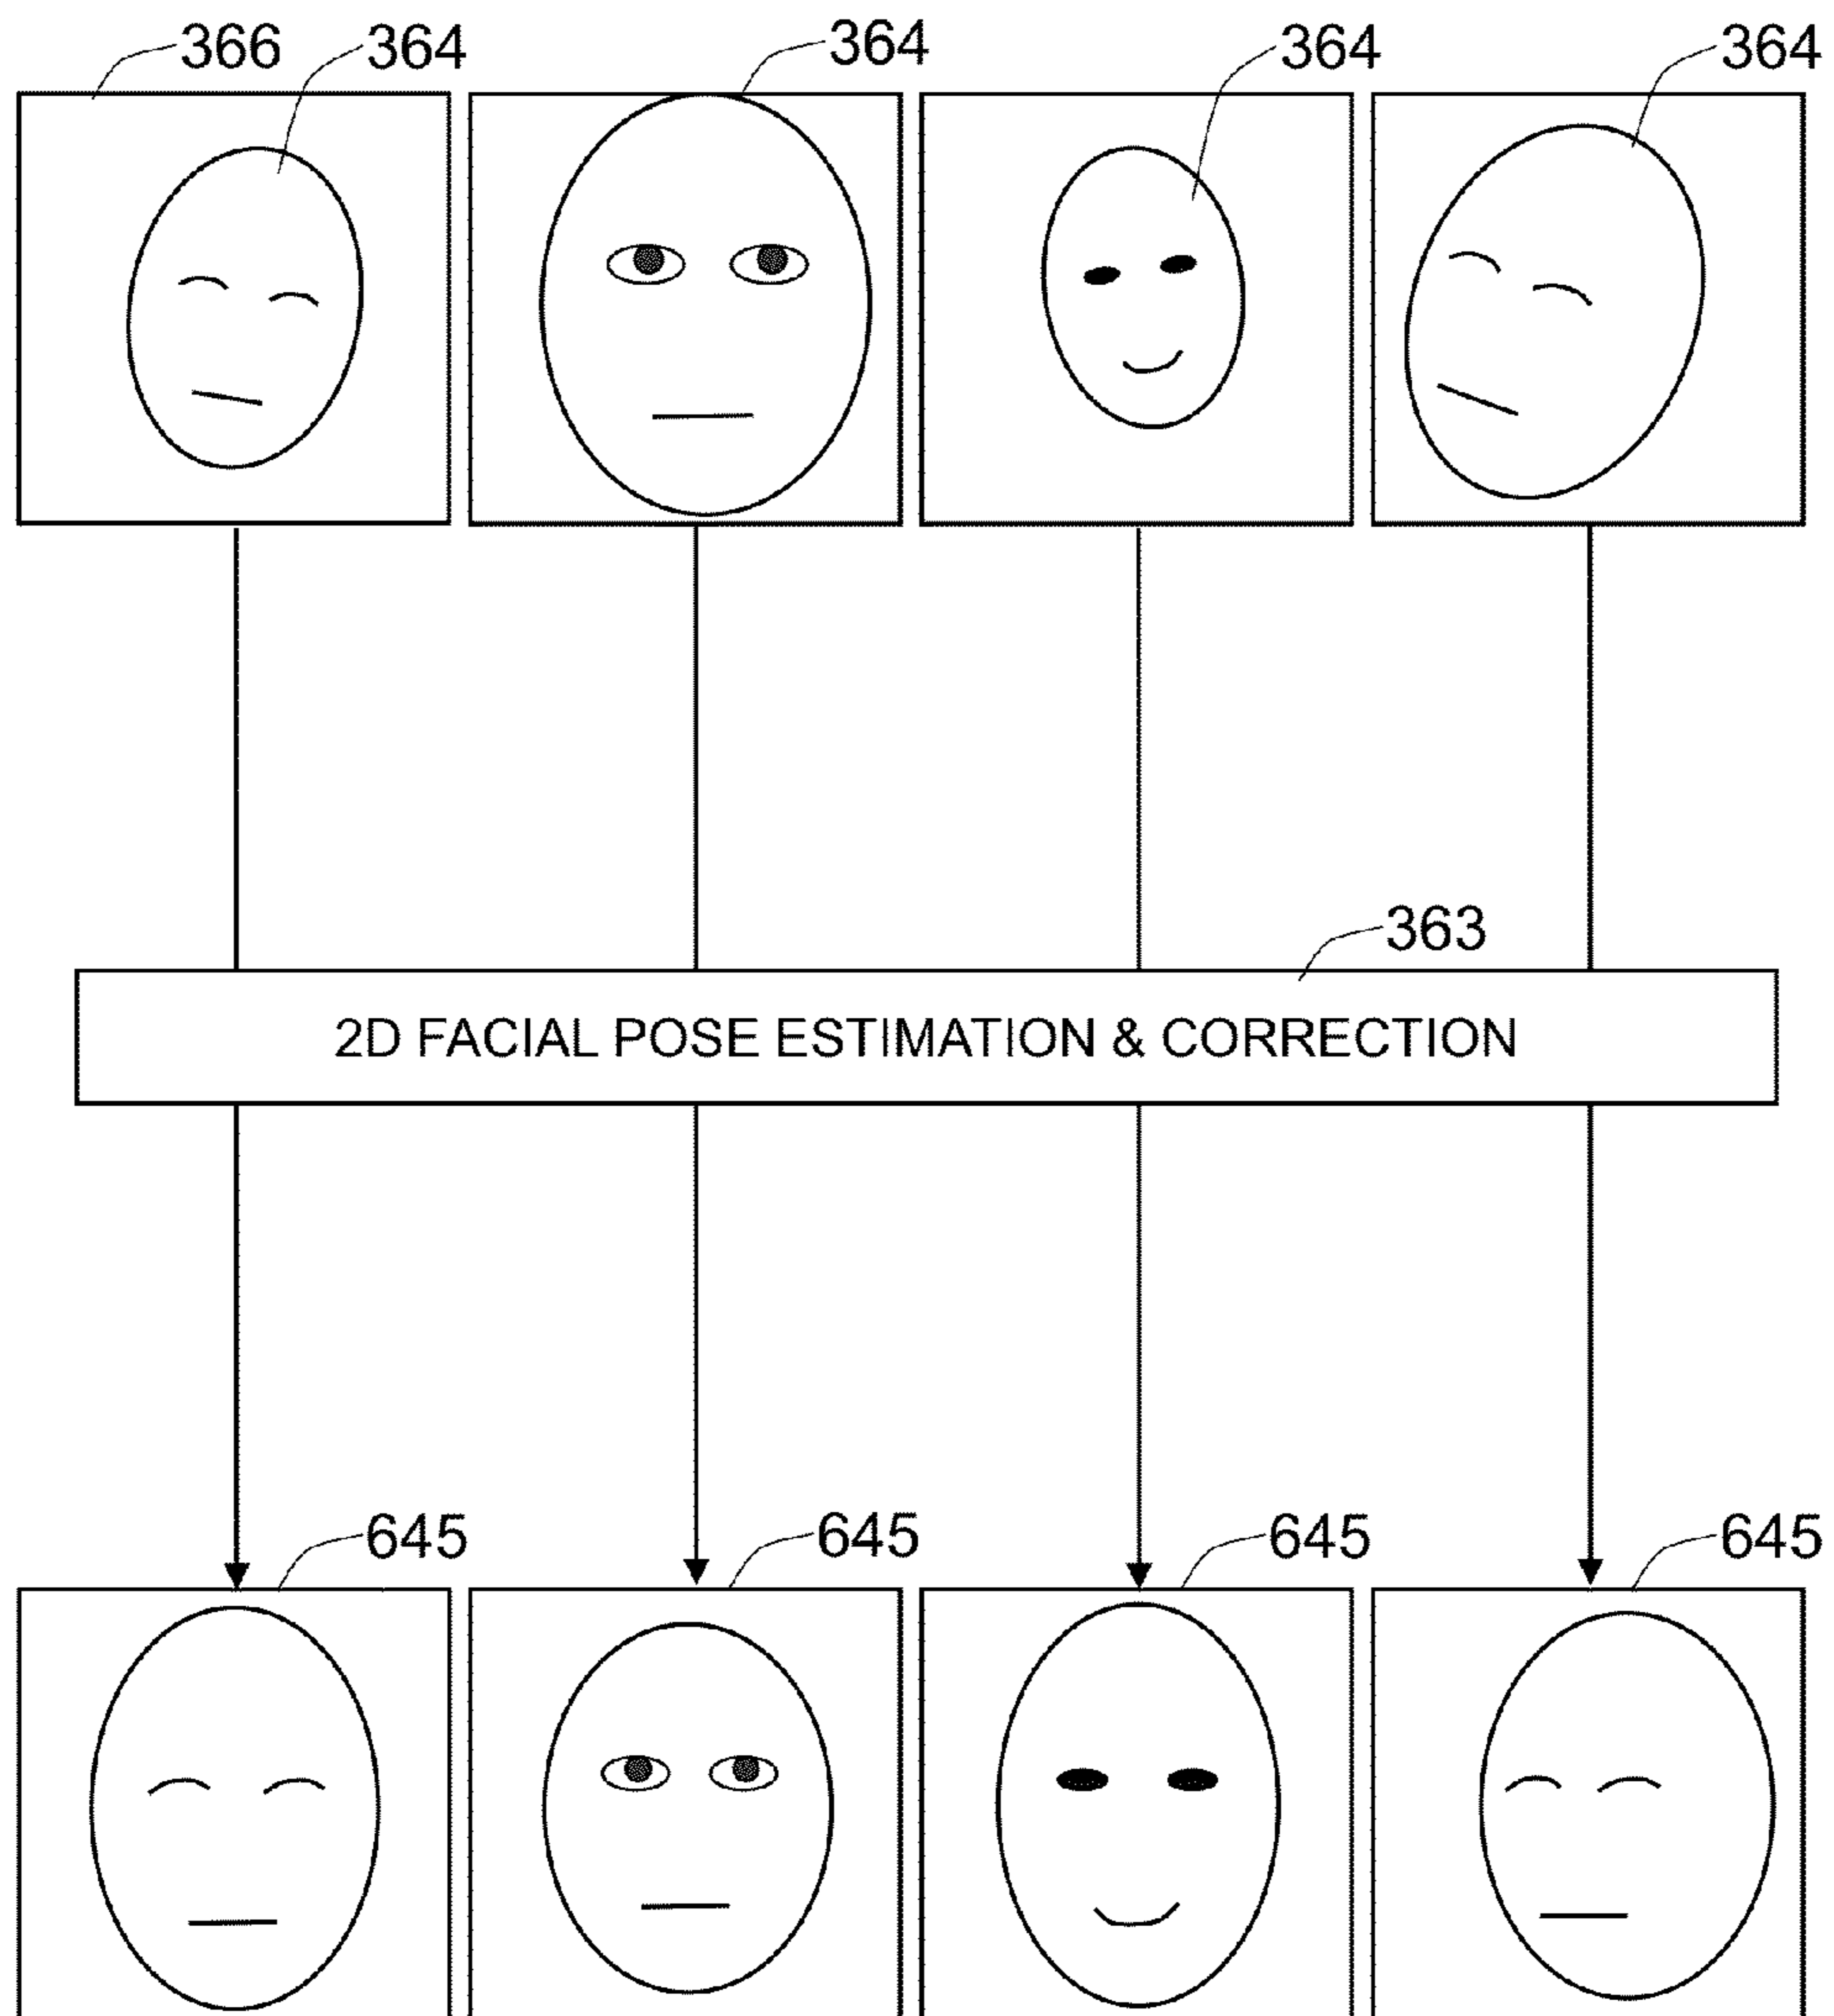 366 364 364 364 364
363
2D FACIAL POSE ESTIMATION & CORRECTION
645 645 645 645